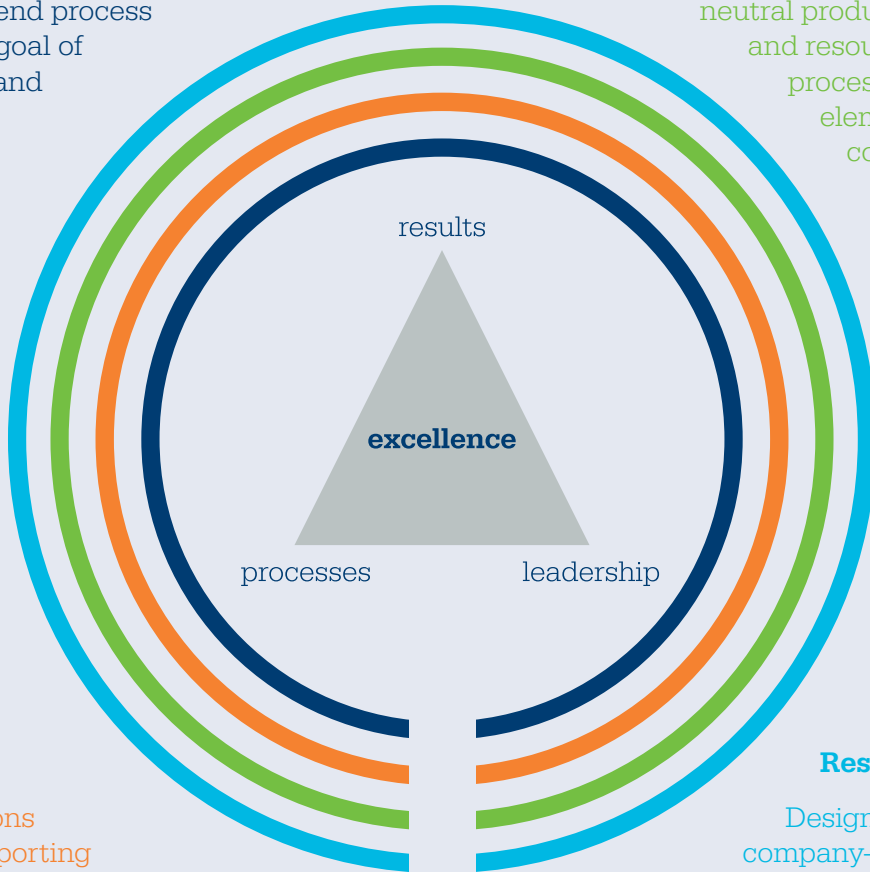 end process
goal of
and
neutral produ
and resou
proces
elem
co
results
excellence
processes
leadership
ons
porting
Res
Design
company-